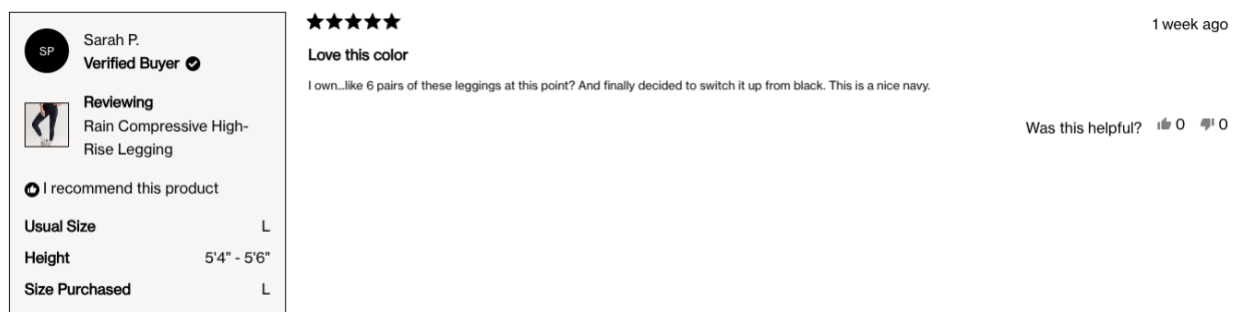 SP
Sarah P.
Verified Buyer
Reviewing
Rain Compressive High-
Rise Legging
I recommend this product
Usual Size L
Height 5'4" - 5'6"
Size Purchased L
1 week ago
Love this color
I own...like 6 pairs of these leggings at this point? And finally decided to switch it up from black. This is a nice navy.
Was this helpful? 0 0